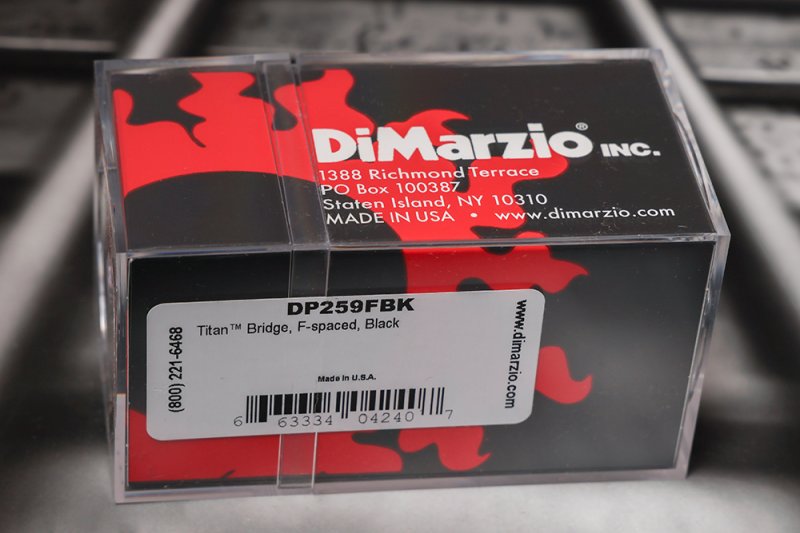 DiMarzio® INC.
1388 Richmond Terrace
PO Box 100387
Staten Island, NY 10310
MADE IN USA • www.dimarzio.com
DP259FBK
Titan™ Bridge, F-spaced, Black
(800) 221-6468
www.dimarzio.com
Made in U.S.A.
6 63334 04240 7